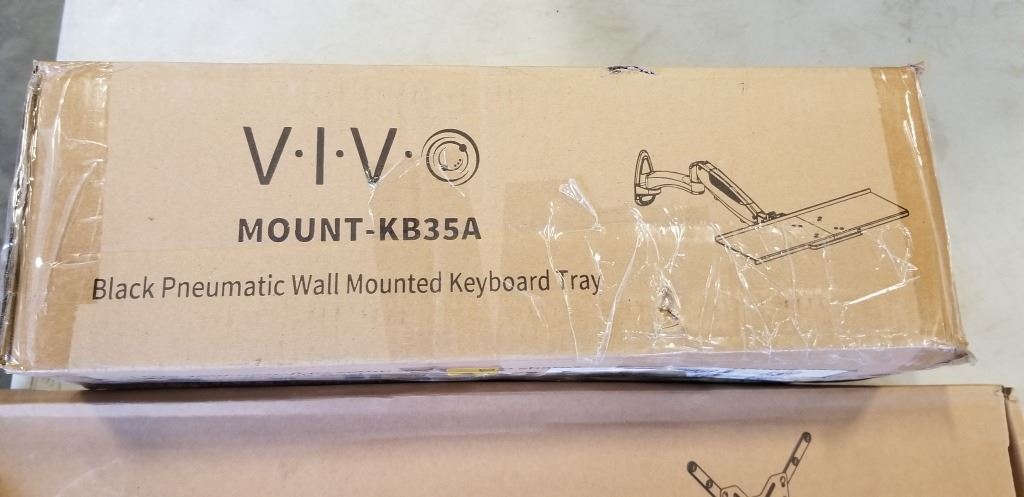 V·I·V·O
MOUNT-KB35A
Black Pneumatic Wall Mounted Keyboard Tray